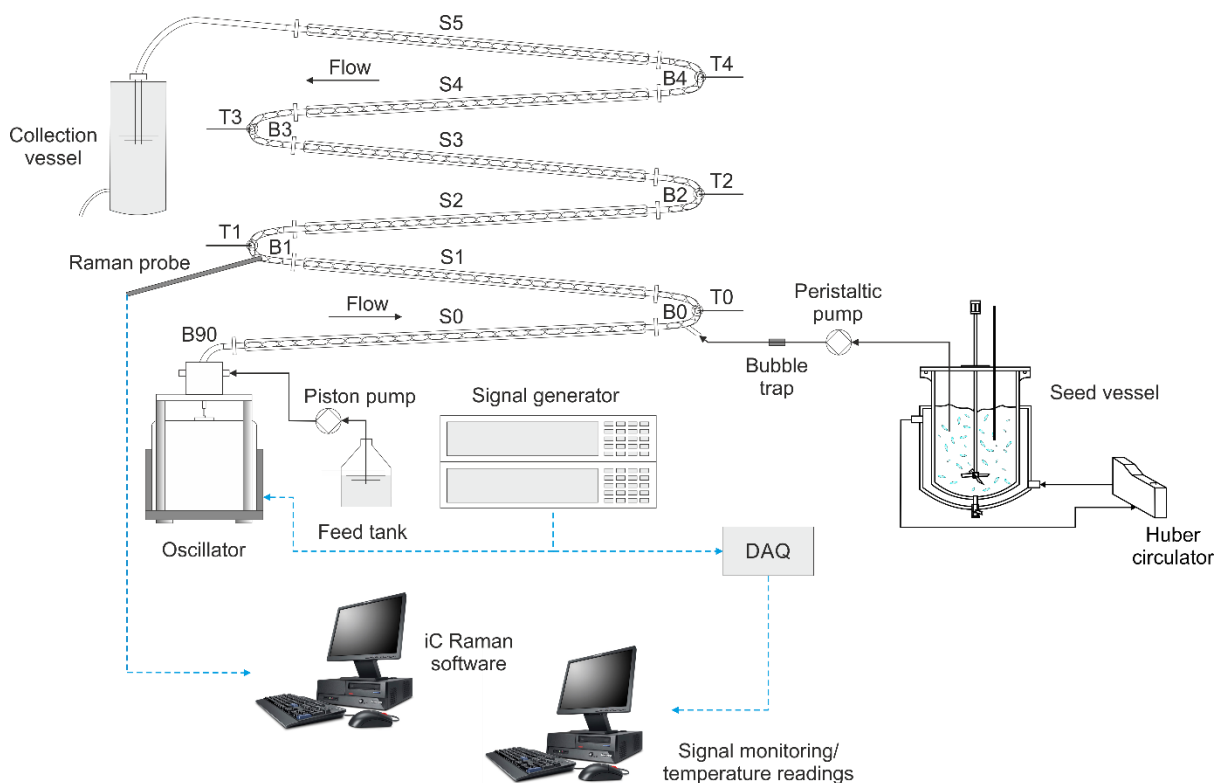 S5
T4
B4
Flow
S4
Collection
vessel
T3
B3
S3
T2
B2
S2
T1
B1
Raman probe
S1
T0
B0
Peristaltic
pump
Flow
S0
B90
Bubble
trap
Seed vessel
Piston pump
Signal generator
Feed tank
Oscillator
DAQ
Huber
circulator
iC Raman
software
Signal monitoring/
temperature readings